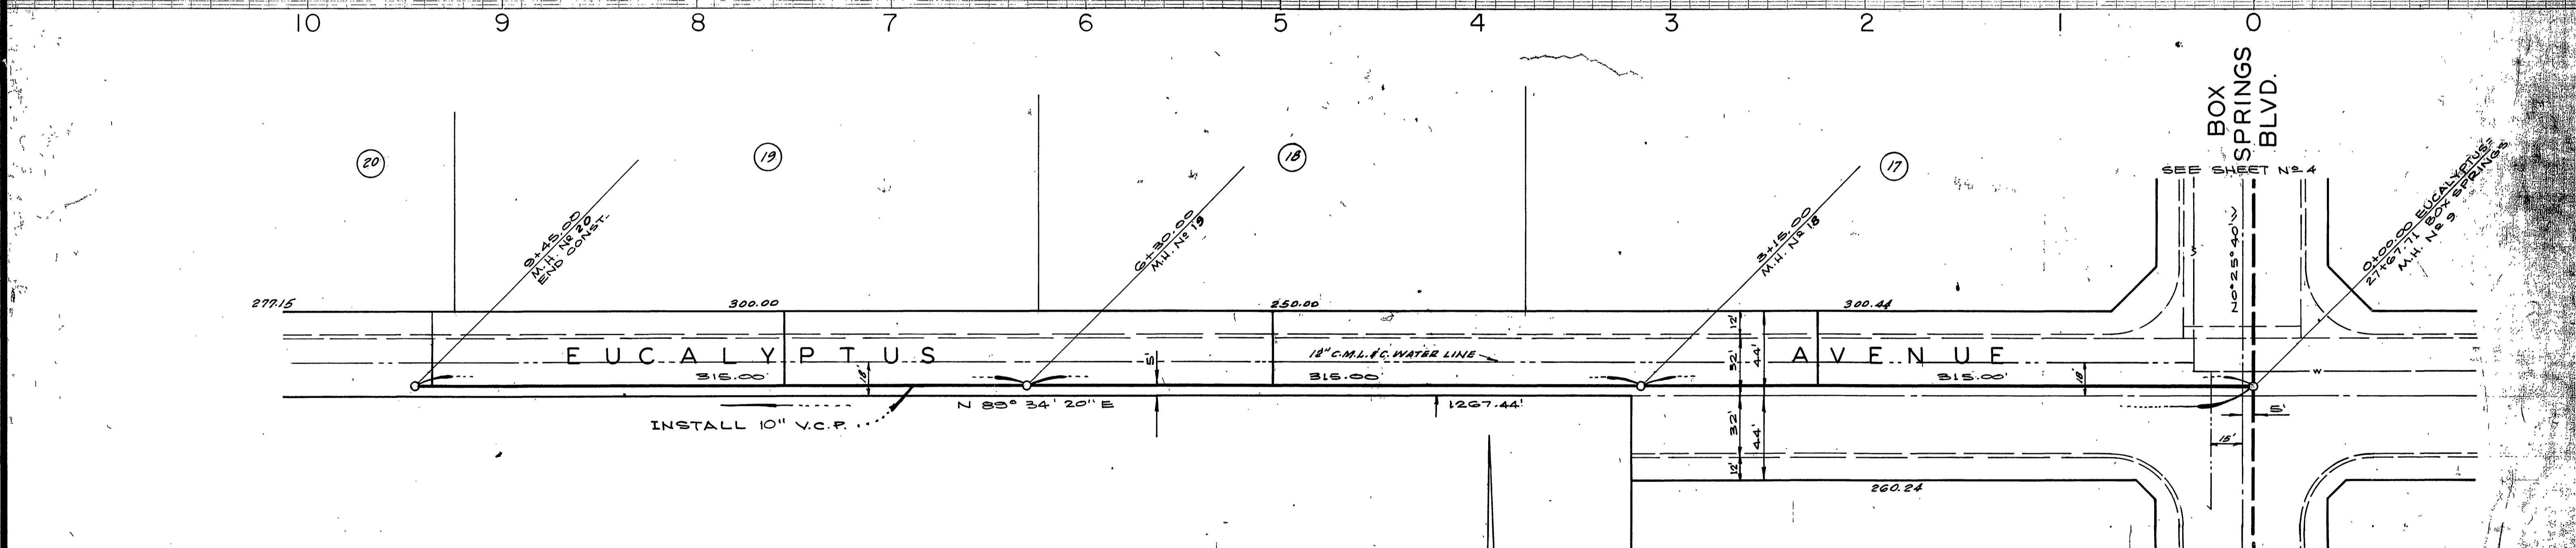 10 9 8 7 6 5 4 3 2 1 0
BOX
SPRINGS
BLVD.
SEE SHEET Nº 4
20
19
18
17
9+45.00
M.H. Nº 20
END CONST.
6+30.00
M.H. Nº 19
3+15.00
M.H. Nº 18
0+00.00 EUCALYPTUS=
27+67.71 BOX SPRINGS
M.H. Nº 9
N0°25'40"W
277.15
300.00
250.00
300.44
EUCALYPTUS AVENUE
12" C.M.L. & C. WATER LINE
315.00'
315.00'
315.00'
18'
5'
18'
12'
32'
44'
32'
44'
12'
W
W
N 89° 34' 20" E
1267.44'
INSTALL 10" V.C.P.
5'
15'
260.24